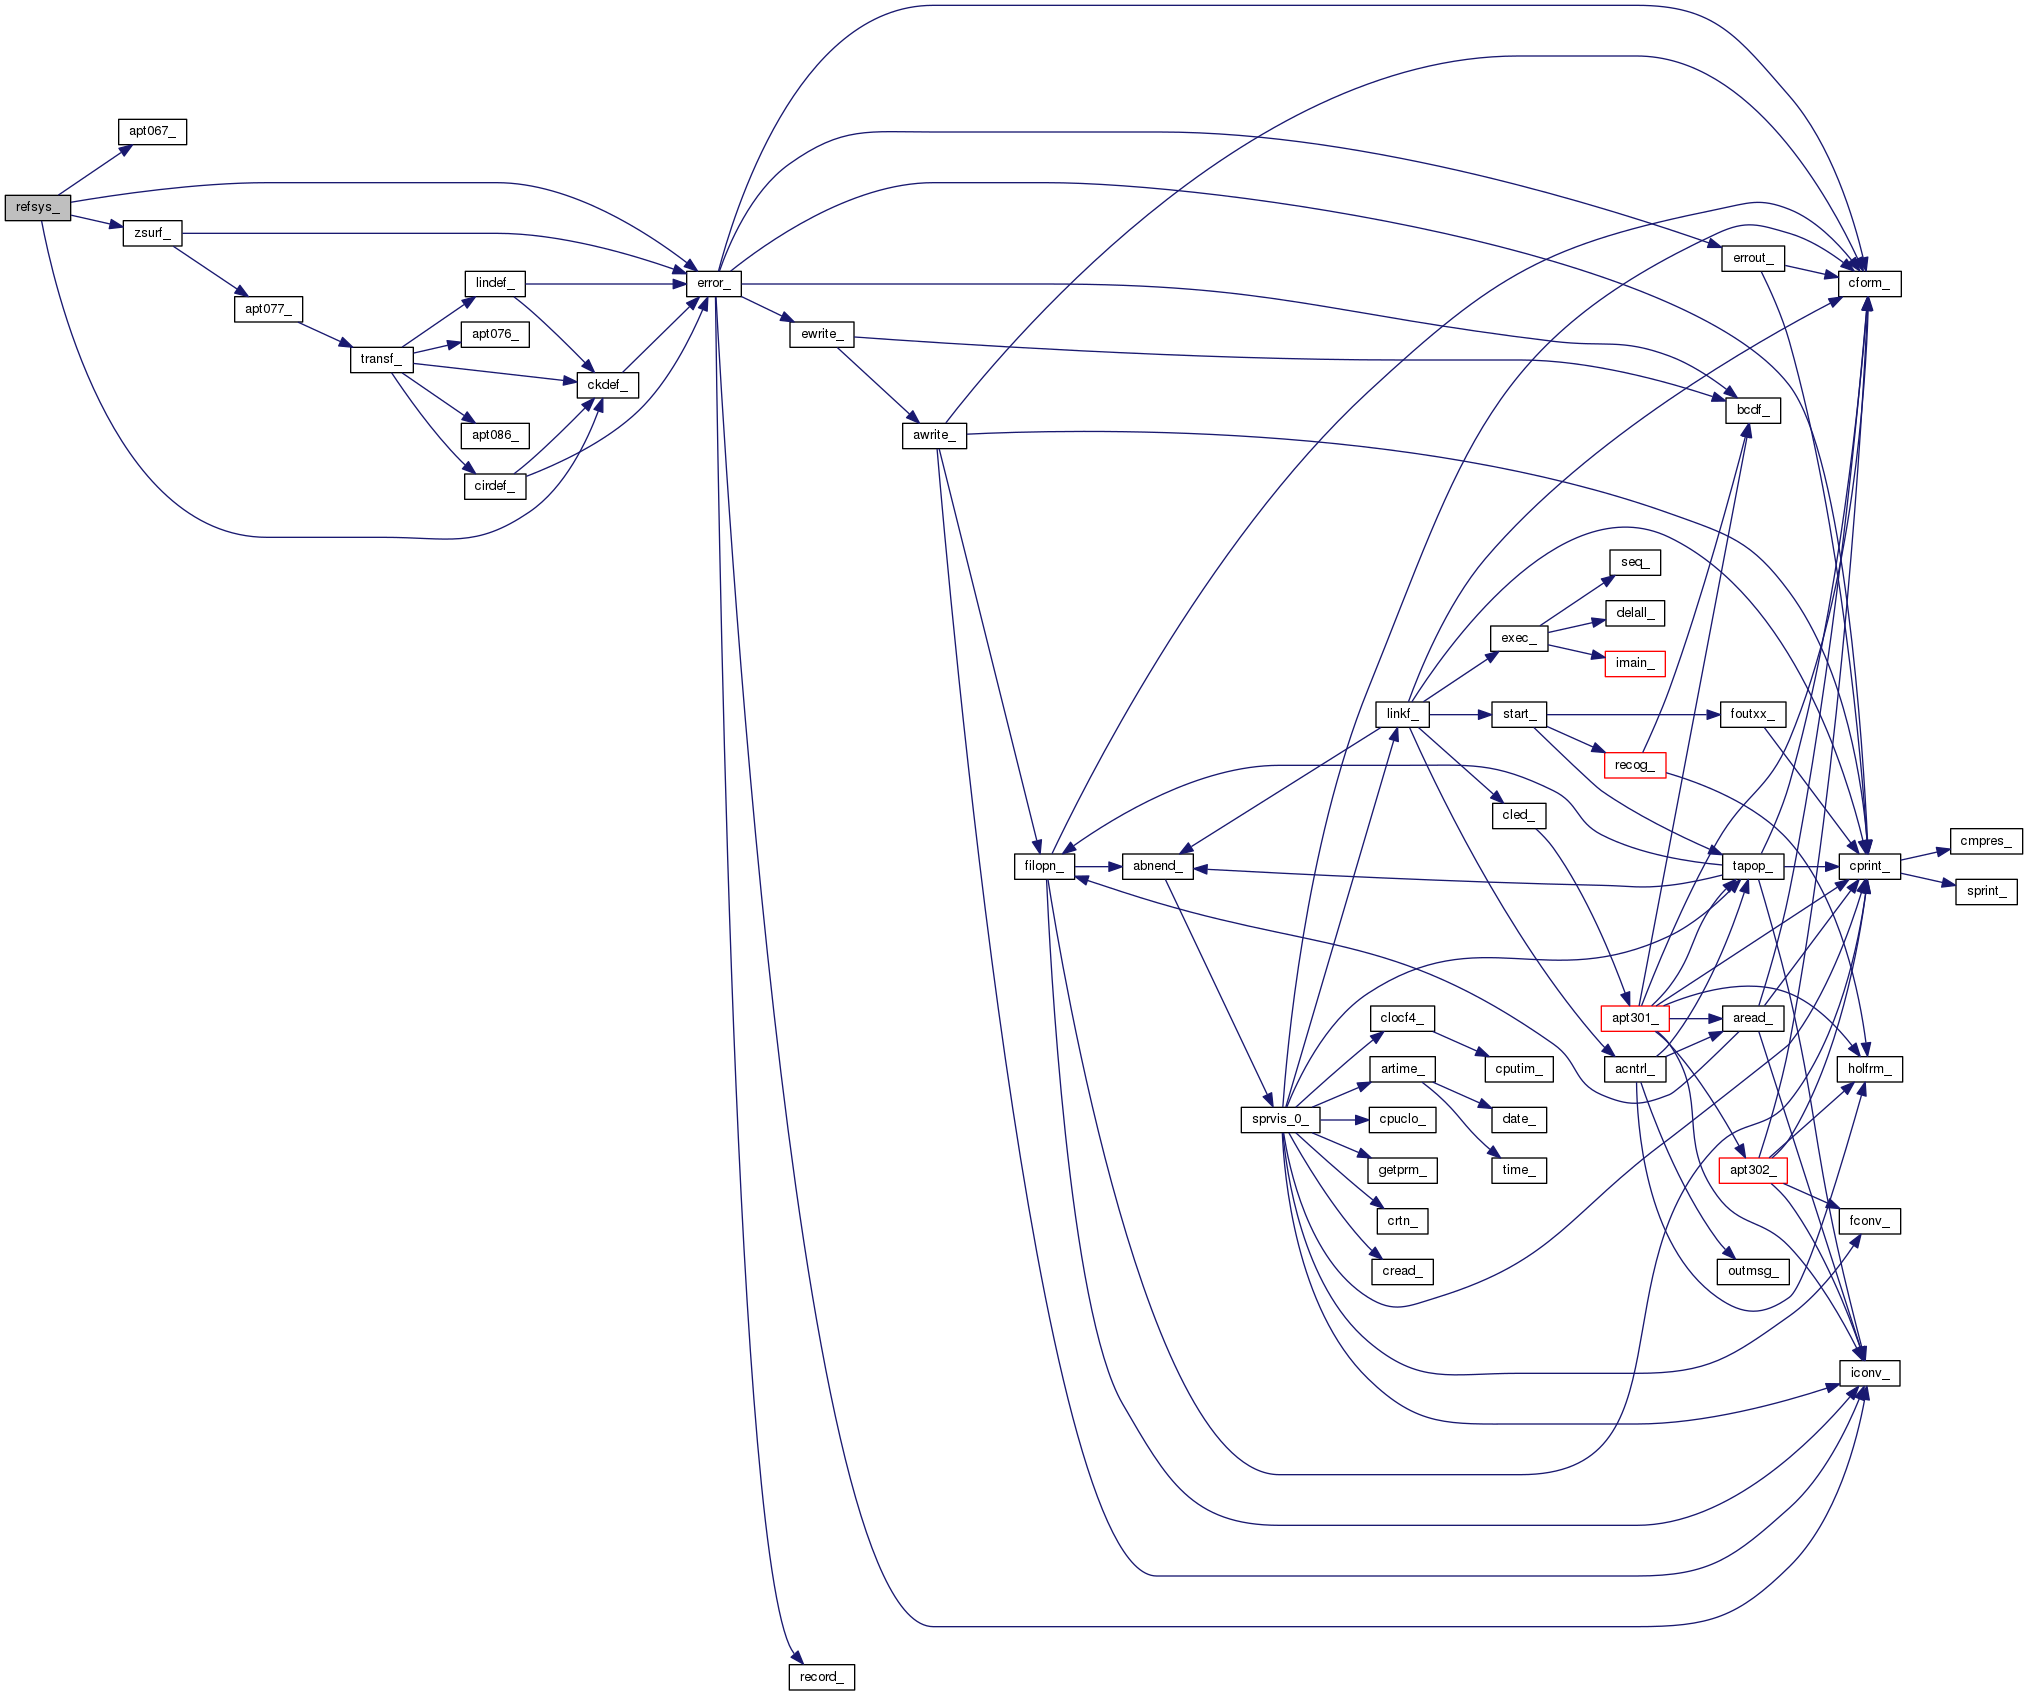 apt067_
refsys_
zsurf_
errout_
lindef_
error_
cform_
apt077_
apt076_
ewrite_
transf_
ckdef_
bcdf_
apt086_
awrite_
cirdef_
seq_
delall_
exec_
imain_
linkf_
start_
foutxx_
recog_
cled_
cmpres_
filopn_
abnend_
tapop_
cprint_
sprint_
clocf4_
apt301_
aread_
artime_
cputim_
acntrl_
holfrm_
sprvis_0_
cpuclo_
date_
getprm_
time_
apt302_
crtn_
fconv_
cread_
outmsg_
iconv_
record_